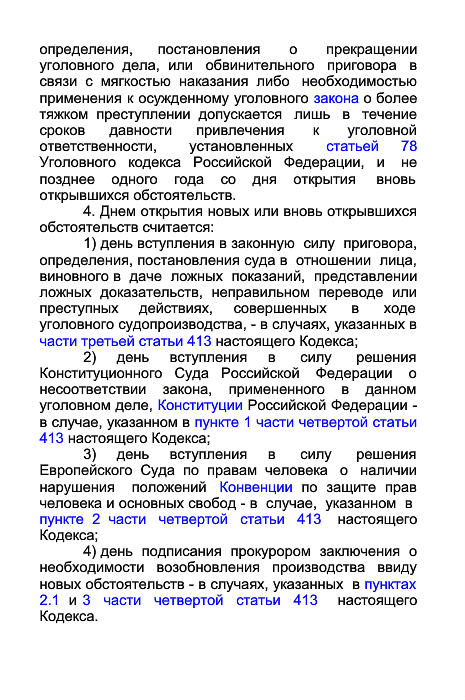 определения, постановления о прекращении
уголовного дела, или обвинительного приговора в
связи с мягкостью наказания либо необходимостью
применения к осужденному уголовного закона о более
тяжком преступлении допускается лишь в течение
сроков давности привлечения к уголовной
ответственности, установленных статьей 78
Уголовного кодекса Российской Федерации, и не
позднее одного года со дня открытия вновь
открывшихся обстоятельств.
4. Днем открытия новых или вновь открывшихся
обстоятельств считается:
1) день вступления в законную силу приговора,
определения, постановления суда в отношении лица,
виновного в даче ложных показаний, представлении
ложных доказательств, неправильном переводе или
преступных действиях, совершенных в ходе
уголовного судопроизводства, - в случаях, указанных в
части третьей статьи 413 настоящего Кодекса;
2) день вступления в силу решения
Конституционного Суда Российской Федерации о
несоответствии закона, примененного в данном
уголовном деле, Конституции Российской Федерации -
в случае, указанном в пункте 1 части четвертой статьи
413 настоящего Кодекса;
3) день вступления в силу решения
Европейского Суда по правам человека о наличии
нарушения положений Конвенции по защите прав
человека и основных свобод - в случае, указанном в
пункте 2 части четвертой статьи 413 настоящего
Кодекса;
4) день подписания прокурором заключения о
необходимости возобновления производства ввиду
новых обстоятельств - в случаях, указанных в пунктах
2.1 и 3 части четвертой статьи 413 настоящего
Кодекса.